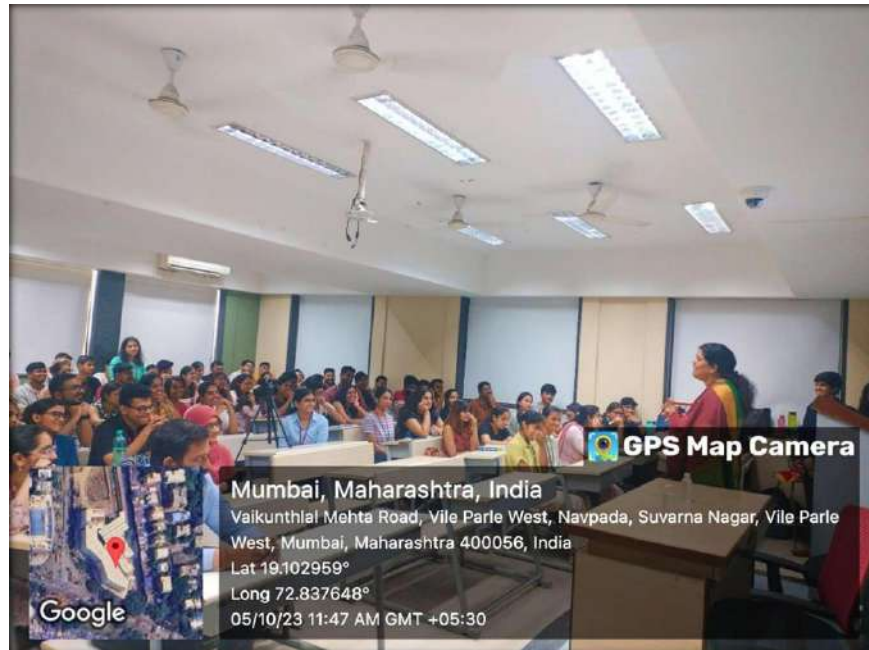 GPS Map Camera
Mumbai, Maharashtra, India
Vaikunthlal Mehta Road, Vile Parle West, Navpada, Suvarna Nagar, Vile Parle
West, Mumbai, Maharashtra 400056, India
Lat 19.102959°
Long 72.837648°
05/10/23 11:47 AM GMT +05:30
Google